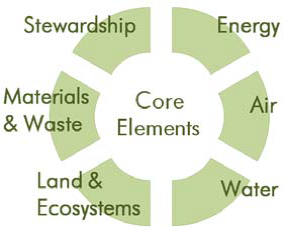 Stewardship
Energy
Materials
& Waste
Core
Elements
Air
Land &
Ecosystems
Water